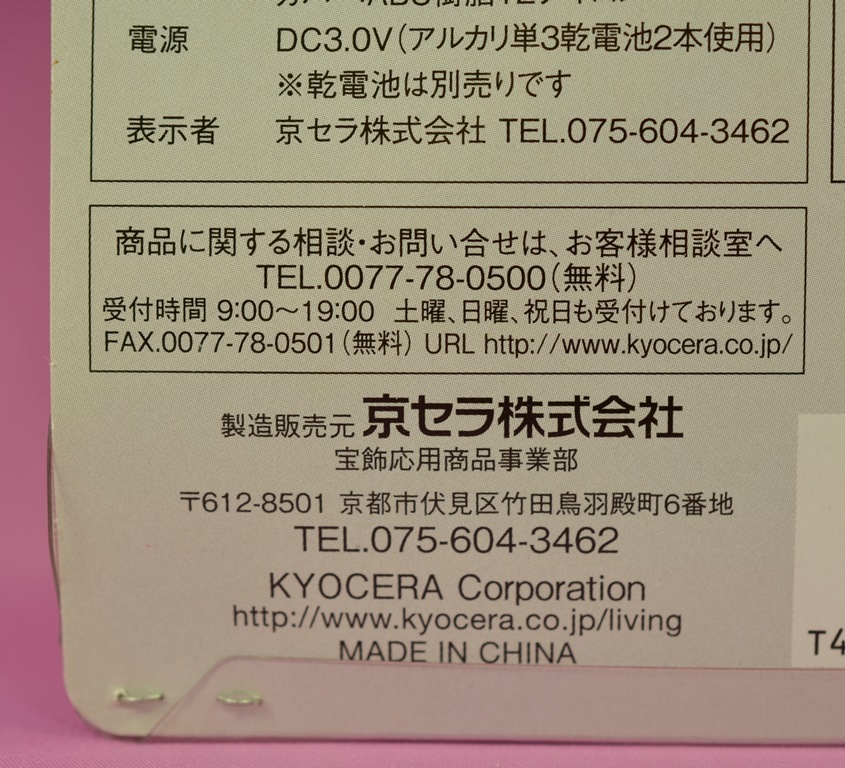 電源 DC3.0V(アルカリ単3乾電池2本使用)
※乾電池は別売りです
表示者 京セラ株式会社 TEL.075-604-3462
商品に関する相談・お問い合せは、お客様相談室へ
TEL.0077-78-0500(無料)
受付時間 9:00〜19:00 土曜、日曜、祝日も受付けております。
FAX.0077-78-0501(無料) URL http://www.kyocera.co.jp/
製造販売元 京セラ株式会社
宝飾応用商品事業部
〒612-8501 京都市伏見区竹田鳥羽殿町6番地
TEL.075-604-3462
KYOCERA Corporation
http://www.kyocera.co.jp/living
MADE IN CHINA
T4